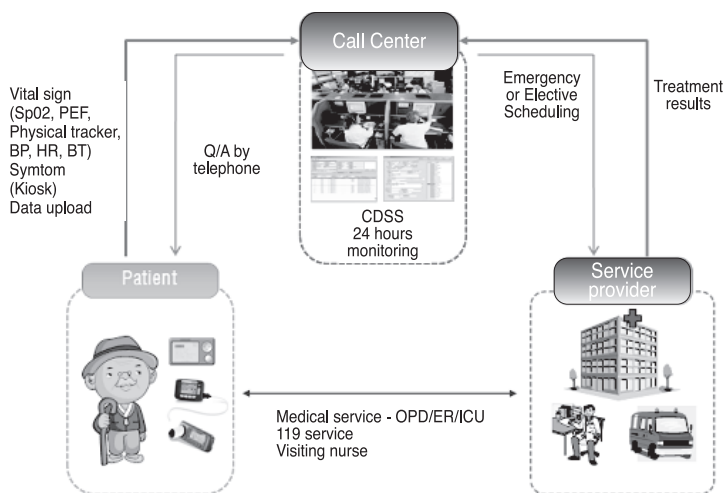 Call Center
Vital sign
(Sp02, PEF,
Physical tracker,
BP, HR, BT)
Symtom
(Kiosk)
Data upload
Q/A by
telephone
CDSS
24 hours
monitoring
Emergency
or Elective
Scheduling
Treatment
results
Patient
Service
provider
Medical service - OPD/ER/ICU
119 service
Visiting nurse